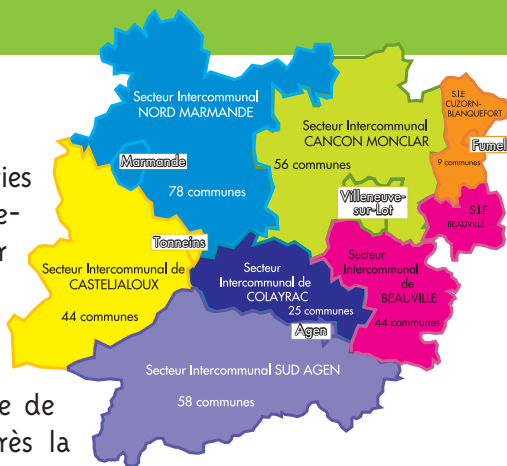 Secteur Intercommunal
NORD MARMANDE
78 communes
Marmande
Secteur Intercommunal
CANCON MONCLAR
56 communes
Villeneuve-
sur-Lot
S.I.E
CUZORN-
BLANQUEFORT
9 communes
Fumel
S.I.E
BEAUVILLE
Tonneins
Secteur Intercommunal de
CASTELJALOUX
44 communes
Secteur
Intercommunal de
COLAYRAC
25 communes
Agen
Secteur
Intercommunal
de
BEAUVILLE
44 communes
Secteur Intercommunal SUD AGEN
58 communes
ies
e-
r
e de
rès la